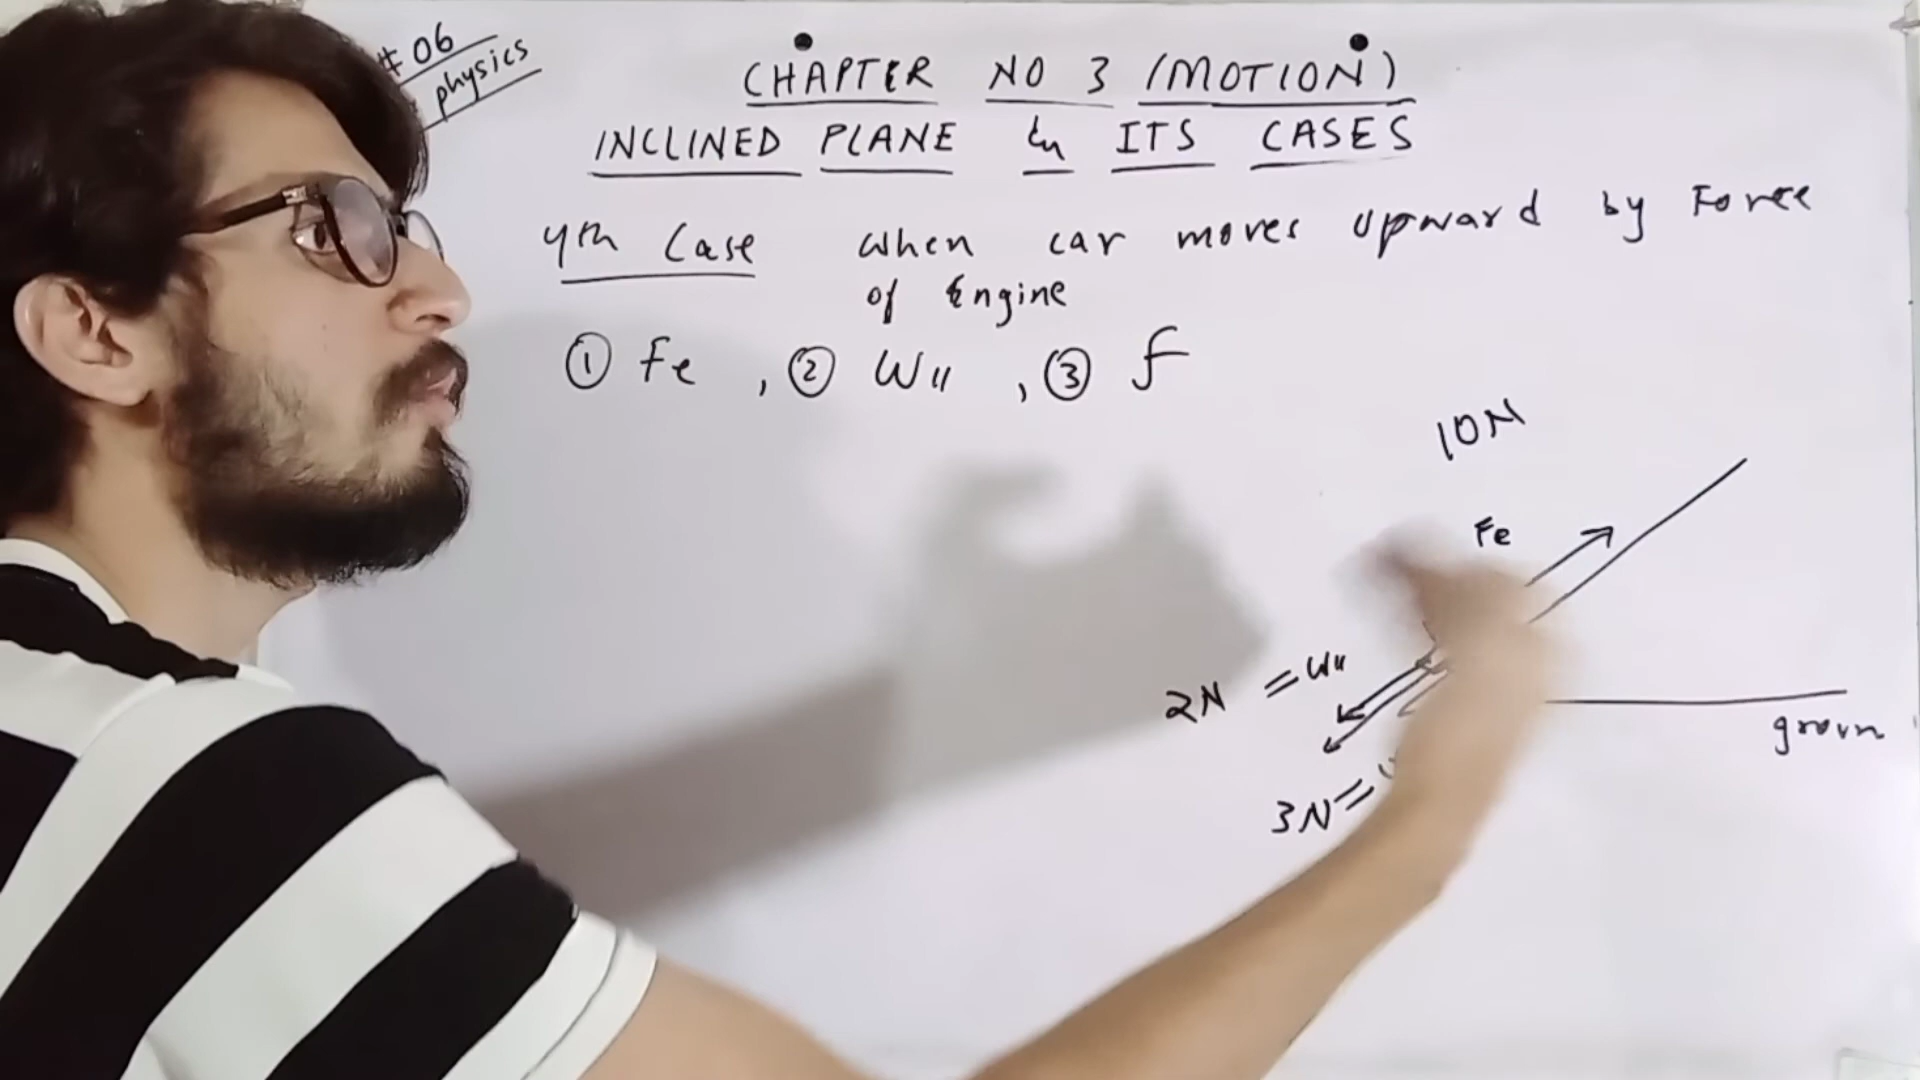 # 06
physics
CHAPTER NO 3 (MOTION)
INCLINED PLANE & ITS CASES
4th Case when car moves upward by Force
of Engine
① Fe , ② W11 , ③ f
10N
Fe
2N = W11
groun
3N =